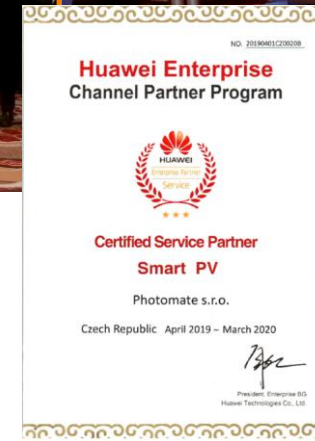 NO. 20190401CZ00208
Huawei Enterprise
Channel Partner Program
HUAWEI
Enterprise Partner
Service
Certified Service Partner
Smart PV
Photomate s.r.o.
Czech Republic April 2019 – March 2020
President, Enterprise BG
Huawei Technologies Co., Ltd.